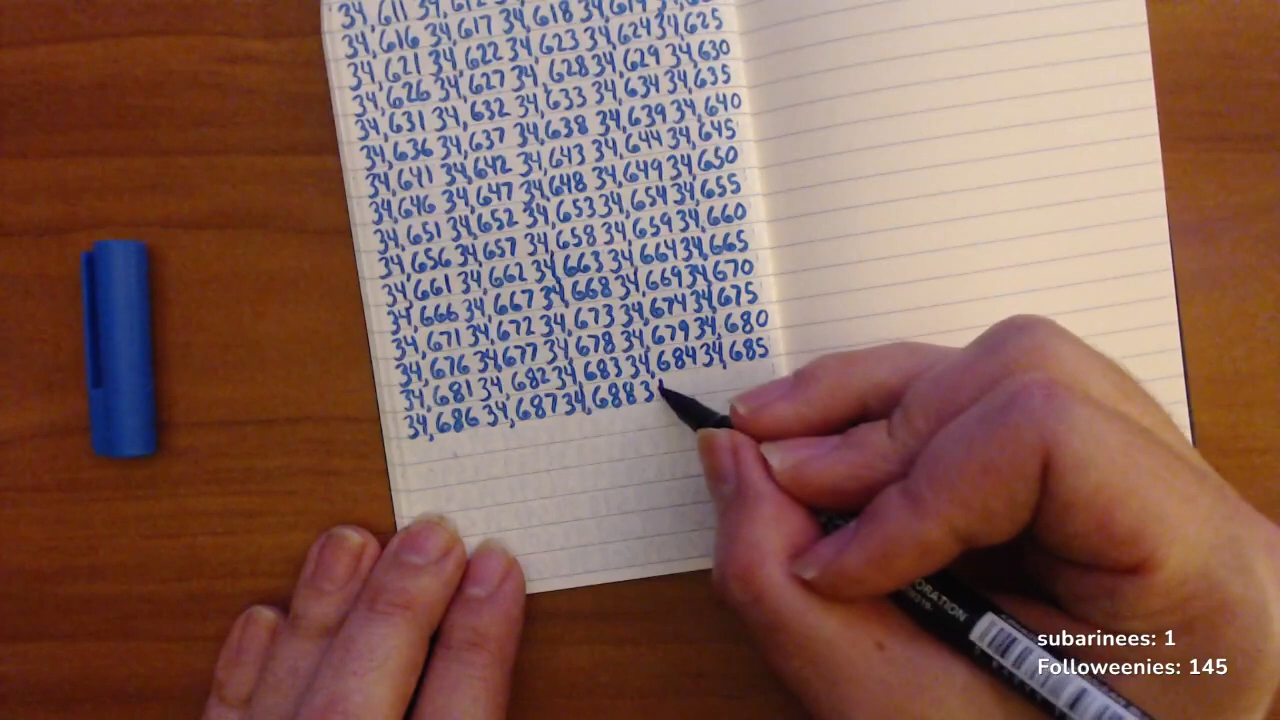 34,611 34,612
34,616 34,617 34,618 34,619
34,621 34,622 34,623 34,624 34,625
34,626 34,627 34,628 34,629 34,630
34,631 34,632 34,633 34,634 34,635
34,636 34,637 34,638 34,639 34,640
34,641 34,642 34,643 34,644 34,645
34,646 34,647 34,648 34,649 34,650
34,651 34,652 34,653 34,654 34,655
34,656 34,657 34,658 34,659 34,660
34,661 34,662 34,663 34,664 34,665
34,666 34,667 34,668 34,669 34,670
34,671 34,672 34,673 34,674 34,675
34,676 34,677 34,678 34,679 34,680
34,681 34,682 34,683 34,684 34,685
34,686 34,687 34,688 3
ORATION
subarinees: 1
Followeenies: 145